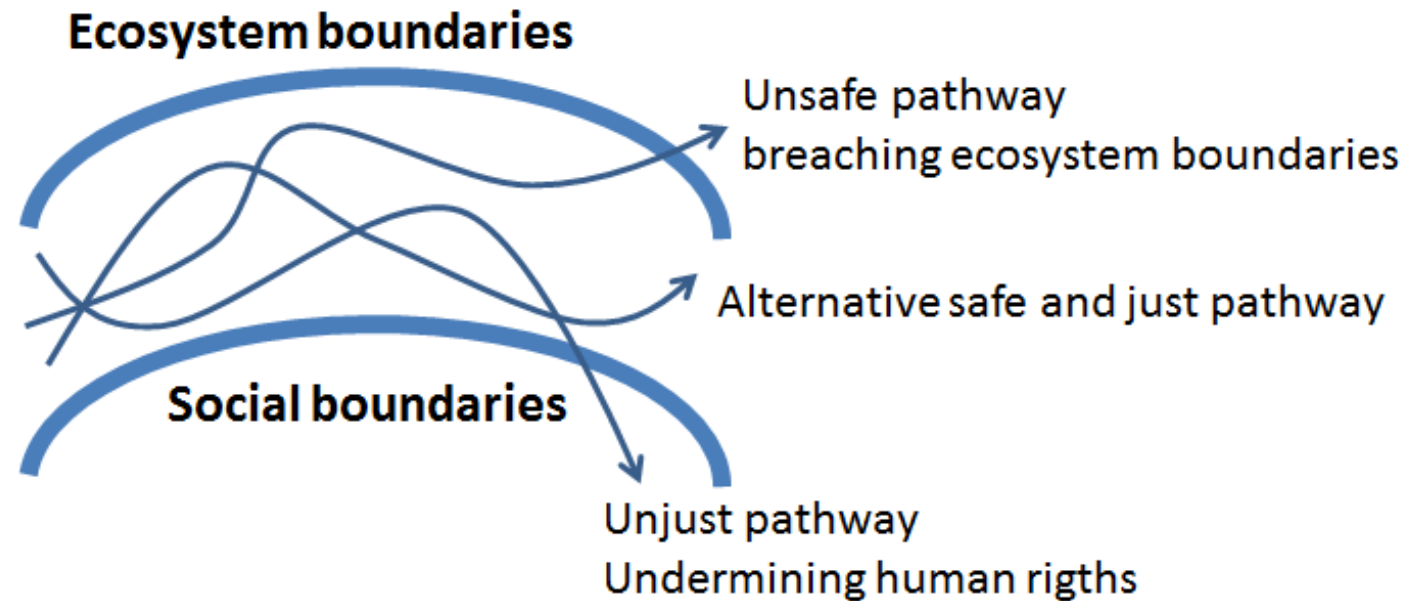 Ecosystem boundaries
Unsafe pathway
breaching ecosystem boundaries
Alternative safe and just pathway
Social boundaries
Unjust pathway
Undermining human rigths